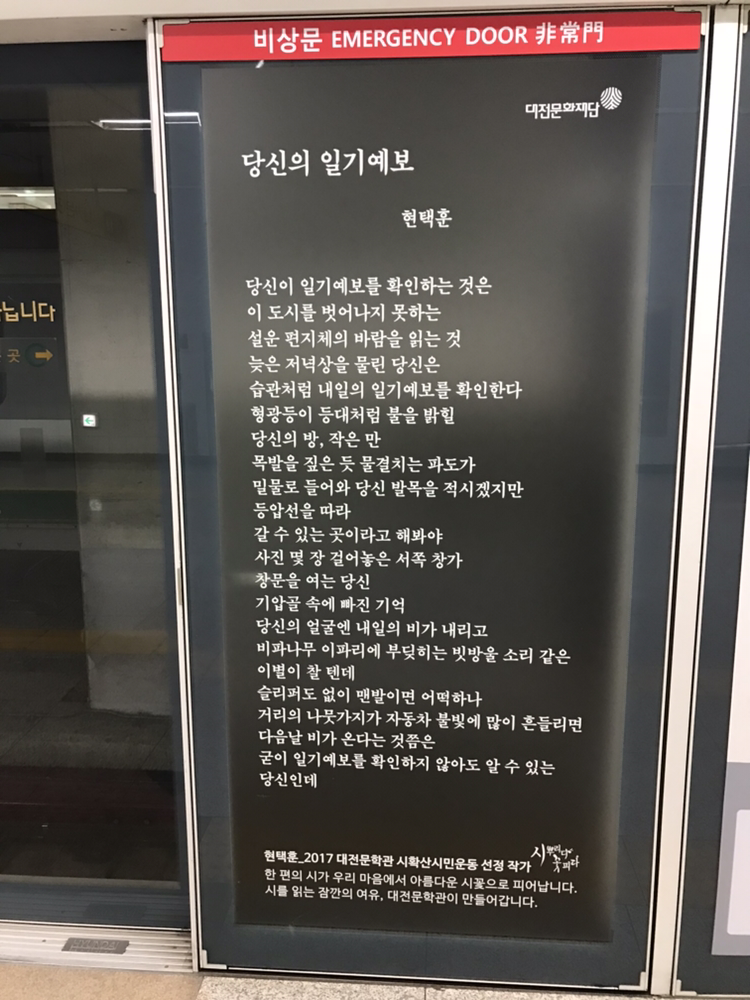 비상문 EMERGENCY DOOR 非常門
대전문화재단
당신의 일기예보
현택훈
당신이 일기예보를 확인하는 것은
이 도시를 벗어나지 못하는
설운 편지체의 바람을 읽는 것
늦은 저녁상을 물린 당신은
습관처럼 내일의 일기예보를 확인한다
형광등이 등대처럼 불을 밝힐
당신의 방, 작은 만
목발을 짚은 듯 물결치는 파도가
밀물로 들어와 당신 발목을 적시겠지만
등압선을 따라
갈 수 있는 곳이라고 해봐야
사진 몇 장 걸어놓은 서쪽 창가
창문을 여는 당신
기압골 속에 빠진 기억
당신의 얼굴엔 내일의 비가 내리고
비파나무 이파리에 부딪히는 빗방울 소리 같은
이별이 찰 텐데
슬리퍼도 없이 맨발이면 어떡하나
거리의 나뭇가지가 자동차 불빛에 많이 흔들리면
다음날 비가 온다는 것쯤은
굳이 일기예보를 확인하지 않아도 알 수 있는
당신인데
현택훈_2017 대전문학관 시확산시민운동 선정 작가
시 뿌리다 꽃피다
한 편의 시가 우리 마음에서 아름다운 시꽃으로 피어납니다.
시를 읽는 잠깐의 여유, 대전문학관이 만들어갑니다.
닙니다
곳